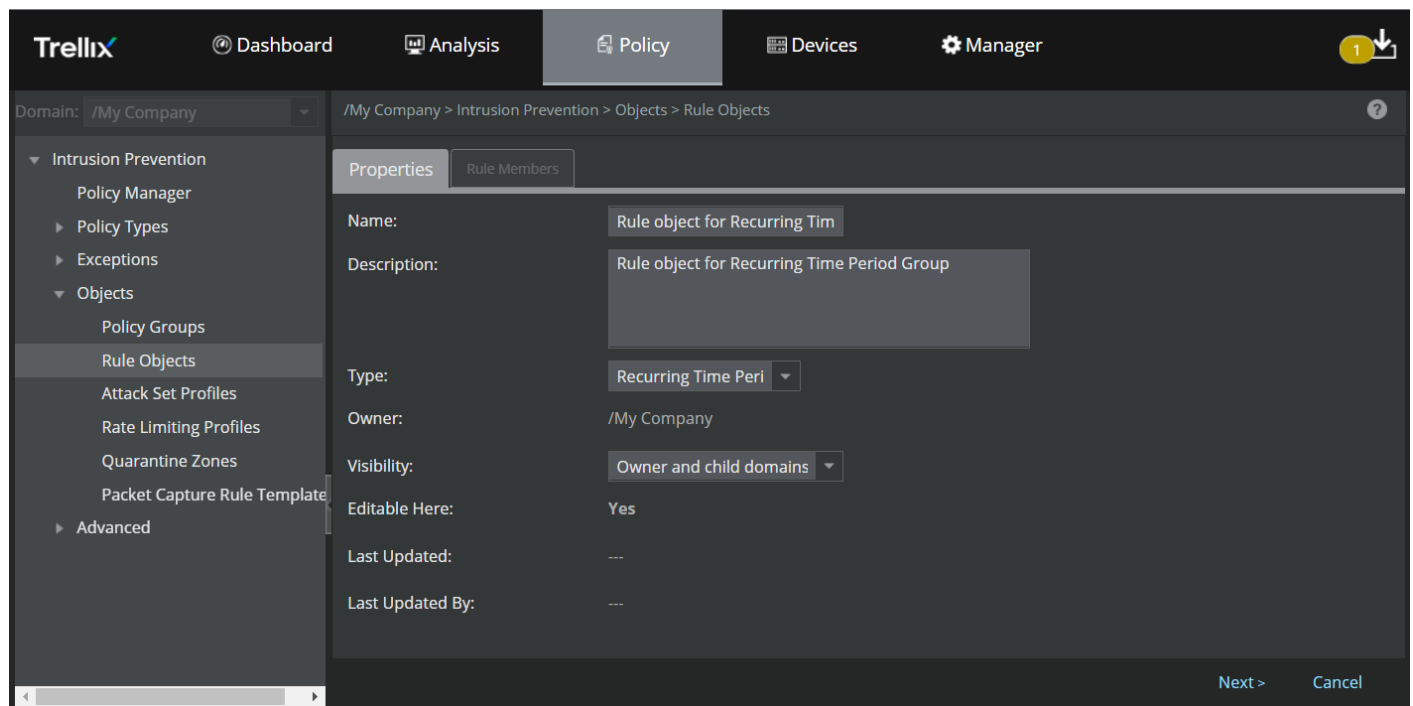 Trellix Dashboard Analysis Policy Devices Manager 1
Domain: /My Company
/My Company > Intrusion Prevention > Objects > Rule Objects ?
Intrusion Prevention
Policy Manager
Policy Types
Exceptions
Objects
Policy Groups
Rule Objects
Attack Set Profiles
Rate Limiting Profiles
Quarantine Zones
Packet Capture Rule Template
Advanced
Properties Rule Members
Name: Rule object for Recurring Tim
Description: Rule object for Recurring Time Period Group
Type: Recurring Time Peri
Owner: /My Company
Visibility: Owner and child domains
Editable Here: Yes
Last Updated: ---
Last Updated By: ---
Next > Cancel